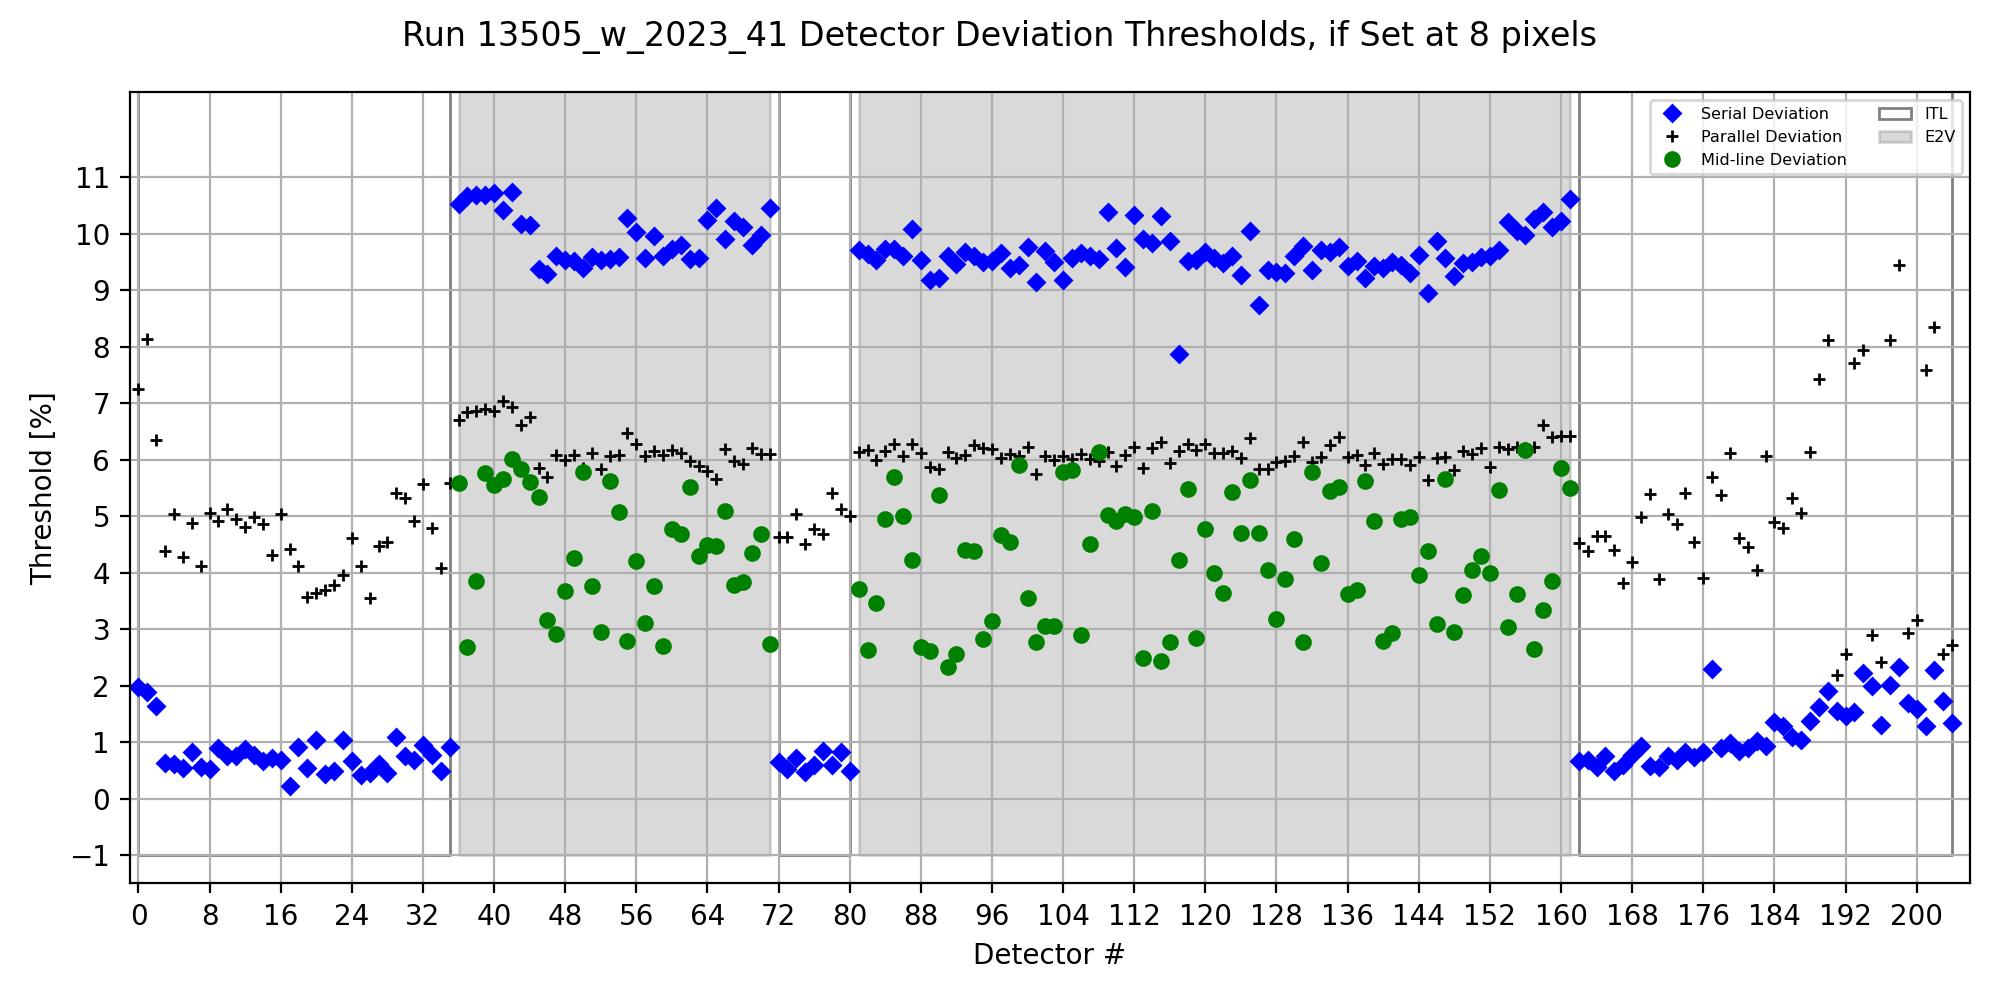 Run 13505_w_2023_41 Detector Deviation Thresholds, if Set at 8 pixels
Serial Deviation
Parallel Deviation
Mid-line Deviation
ITL
E2V
Threshold [%]
11
10
9
8
7
6
5
4
3
2
1
0
−1
0 8 16 24 32 40 48 56 64 72 80 88 96 104 112 120 128 136 144 152 160 168 176 184 192 200
Detector #